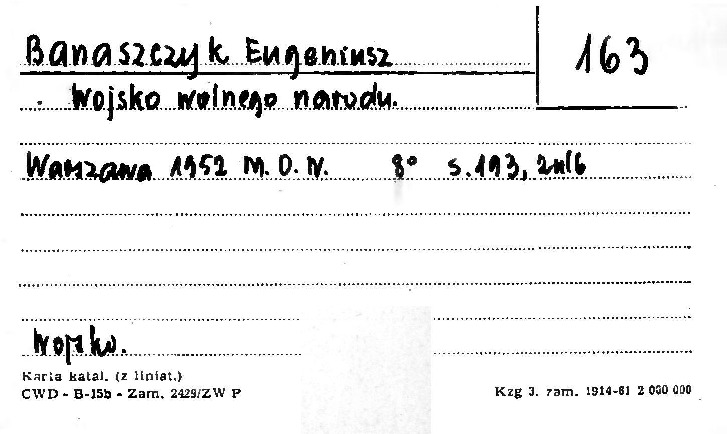 Banaszczyk Eugeniusz
163
Wojsko wolnego narodu.
Warszawa 1952 M.O.N. 8° s. 193,
Wojsko.
Karta katal. (z liniat.)
CWD - B-15b - Zam. 2429/ZW P
Kzg 3. zam. 1914-61 2 000 000